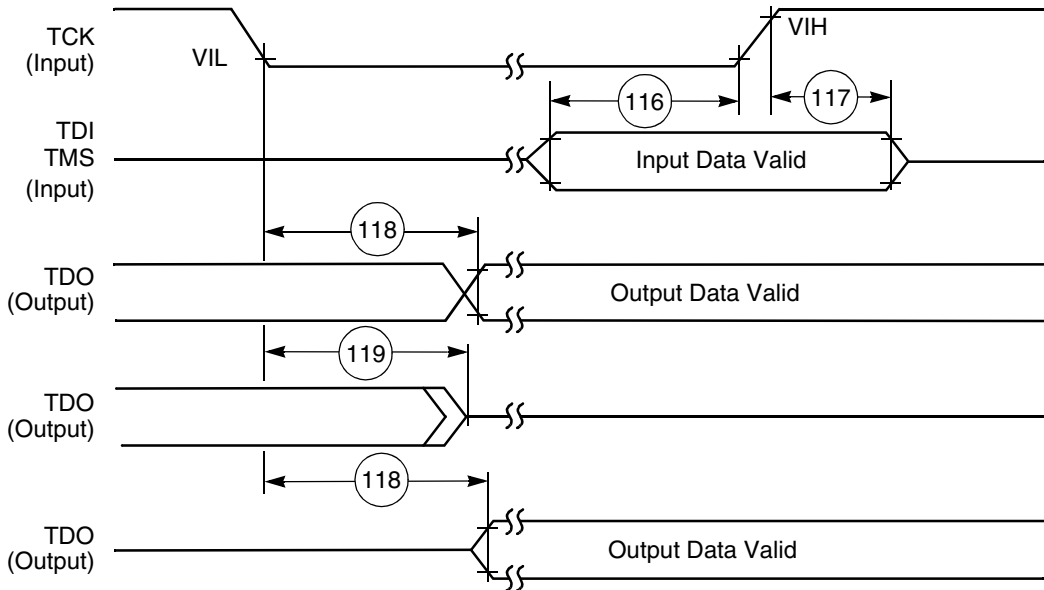 TCK
(Input)
VIL
VIH
116
117
TDI
TMS
(Input)
Input Data Valid
118
TDO
(Output)
Output Data Valid
119
TDO
(Output)
118
TDO
(Output)
Output Data Valid